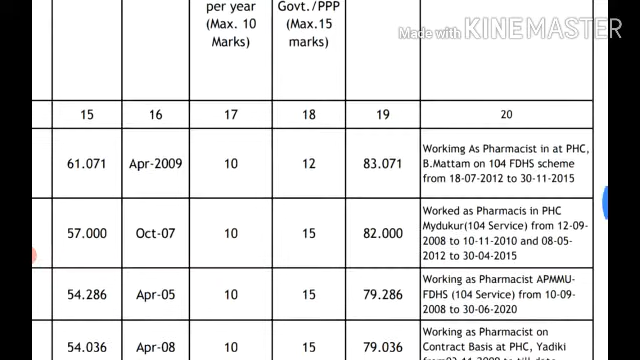 per year
(Max. 10
Marks)
Govt./PPP
(Max.15
marks)
Made with KINEMASTER
15 16 17 18 19 20
61.071 Apr-2009 10 12 83.071
Workimg As Pharmacist in at PHC,
B.Mattam on 104 FDHS scheme
from 18-07-2012 to 30-11-2015
57.000 Oct-07 10 15 82.000
Worked as Pharmacis in PHC
Mydukur(104 Service) from 12-09-
2008 to 10-11-2010 and 08-05-
2012 to 30-04-2015
54.286 Apr-05 10 15 79.286
Working as Pharmacist APMMU-
FDHS (104 Service) from 10-09-
2008 to 30-06-2020
54.036 Apr-08 10 15 79.036
Working as Pharmacist on
Contract Basis at PHC, Yadiki